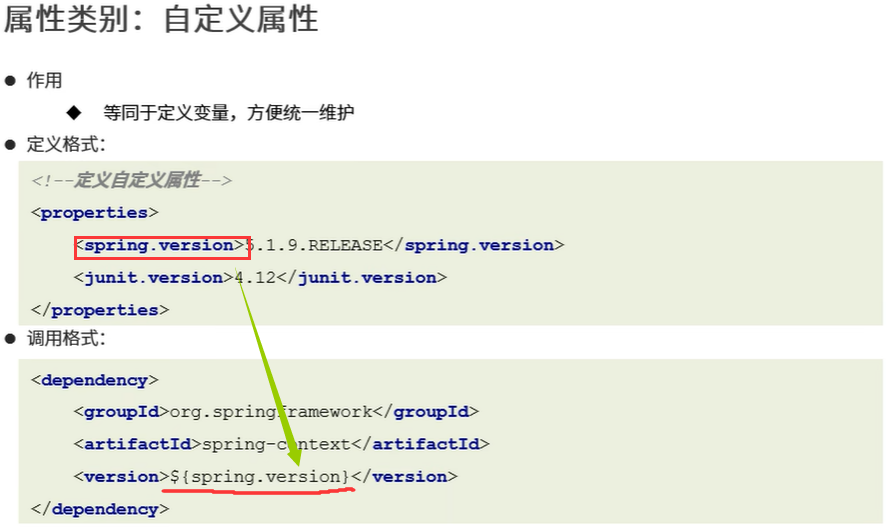 属性类别：自定义属性
● 作用
◆ 等同于定义变量，方便统一维护
● 定义格式：
<!--定义自定义属性-->
<properties>
<spring.version>5.1.9.RELEASE</spring.version>
<junit.version>4.12</junit.version>
</properties>
● 调用格式：
<dependency>
<groupId>org.springframework</groupId>
<artifactId>spring-context</artifactId>
<version>${spring.version}</version>
</dependency>